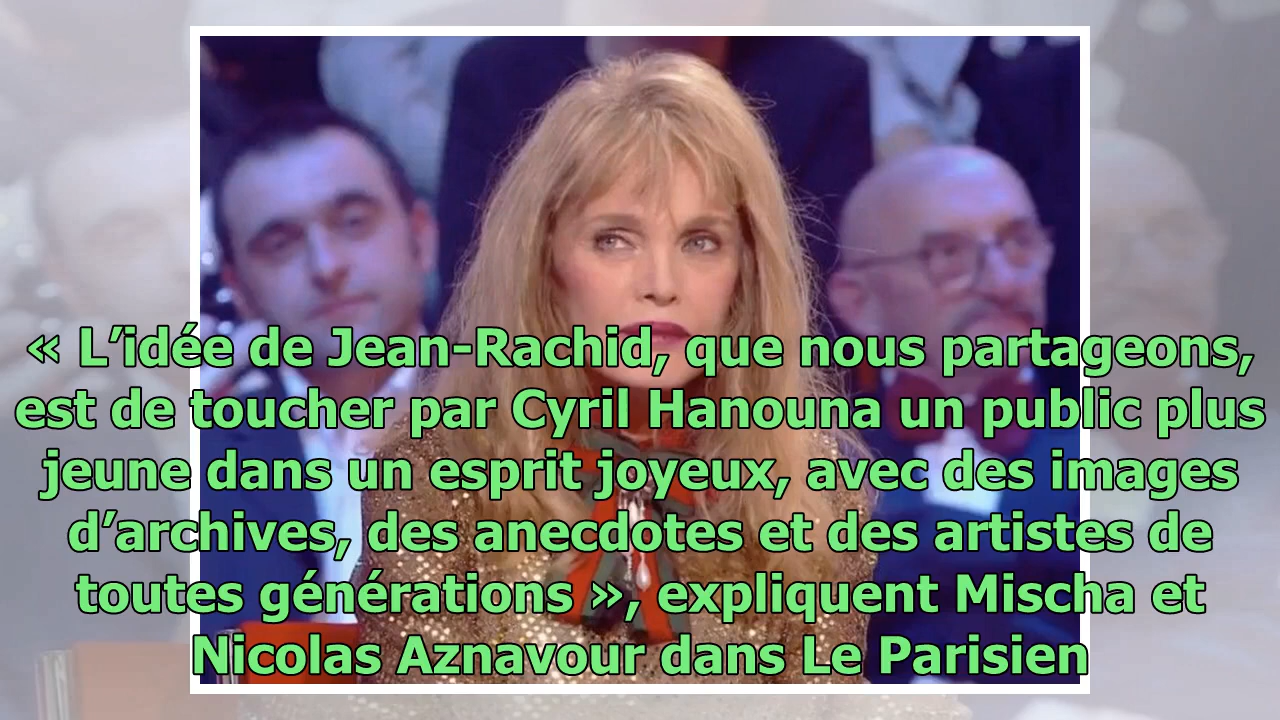 « L’idée de Jean-Rachid, que nous partageons,
est de toucher par Cyril Hanouna un public plus
jeune dans un esprit joyeux, avec des images
d’archives, des anecdotes et des artistes de
toutes générations », expliquent Mischa et
Nicolas Aznavour dans Le Parisien